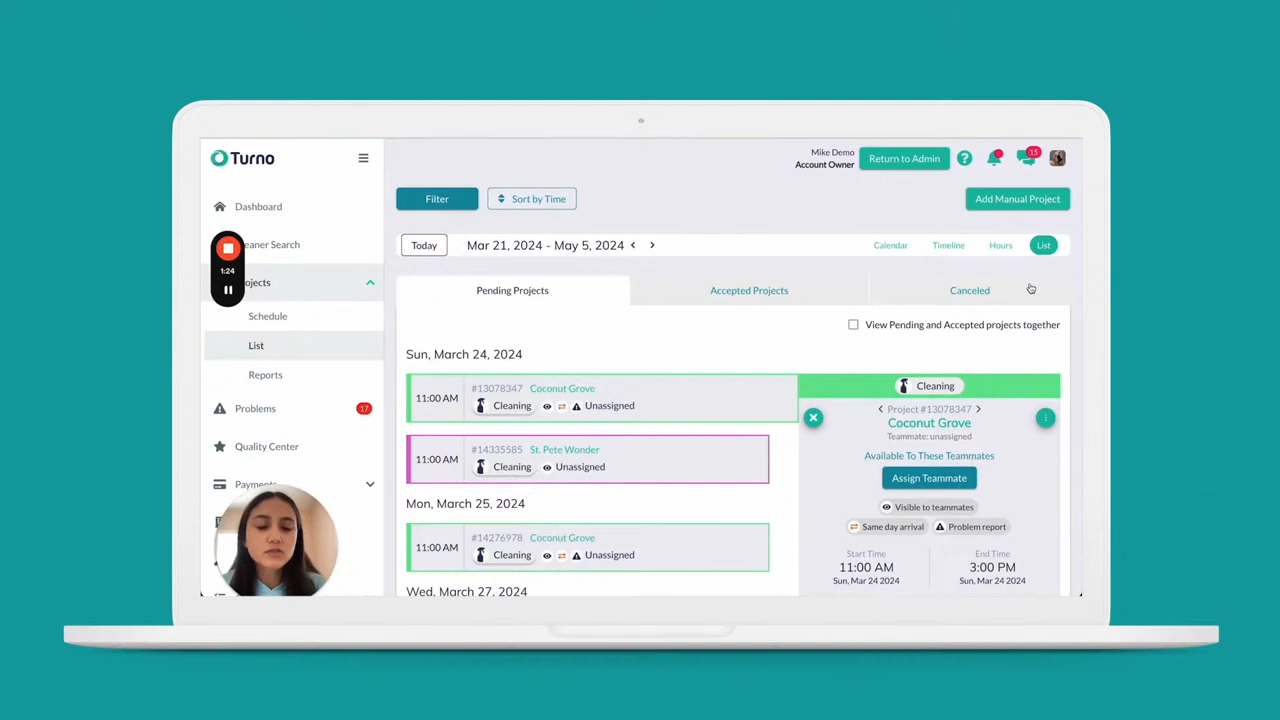 Turno
Mike Demo
Account Owner
Return to Admin
15
Dashboard
Filter
Sort by Time
Add Manual Project
eaner Search
Today
Mar 21, 2024 - May 5, 2024
Calendar
Timeline
Hours
List
1:24
ojects
Pending Projects
Accepted Projects
Canceled
Schedule
View Pending and Accepted projects together
List
Sun, March 24, 2024
Reports
11:00 AM
#13078347 Coconut Grove
Cleaning
Unassigned
Cleaning
Problems
17
Project #13078347
Coconut Grove
Teammate: unassigned
Quality Center
11:00 AM
#14335585 St. Pete Wonder
Cleaning
Unassigned
Available To These Teammates
Assign Teammate
Payments
Mon, March 25, 2024
Visible to teammates
Same day arrival
Problem report
11:00 AM
#14276978 Coconut Grove
Cleaning
Unassigned
Start Time
11:00 AM
Sun, Mar 24 2024
End Time
3:00 PM
Sun, Mar 24 2024
Wed, March 27, 2024